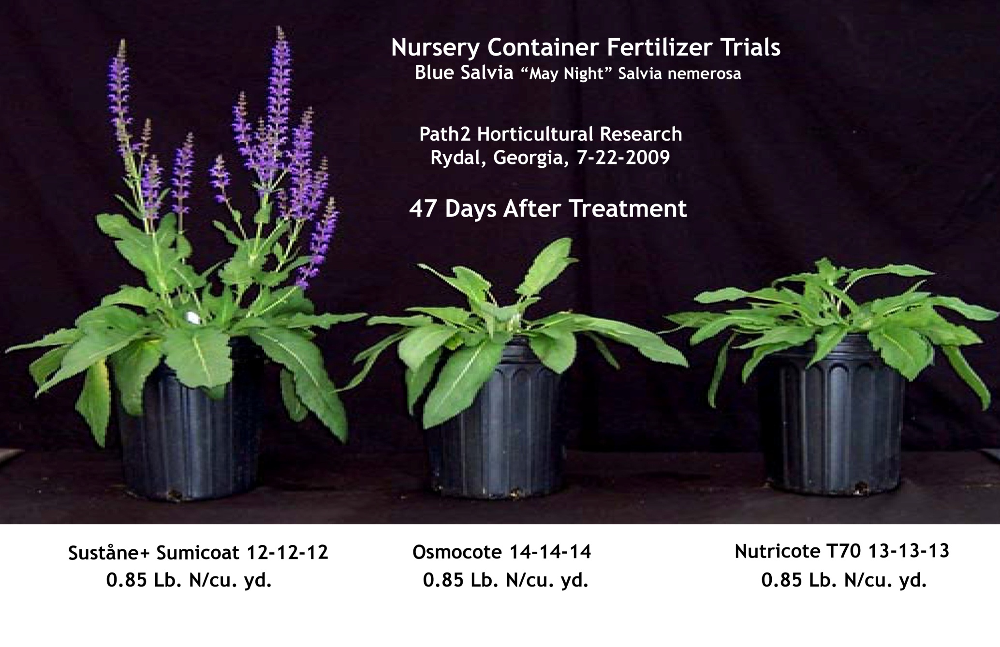 Nursery Container Fertilizer Trials
Blue Salvia “May Night” Salvia nemerosa
Path2 Horticultural Research
Rydal, Georgia, 7-22-2009
47 Days After Treatment
Suståne+ Sumicoat 12-12-12
0.85 Lb. N/cu. yd.
Osmocote 14-14-14
0.85 Lb. N/cu. yd.
Nutricote T70 13-13-13
0.85 Lb. N/cu. yd.